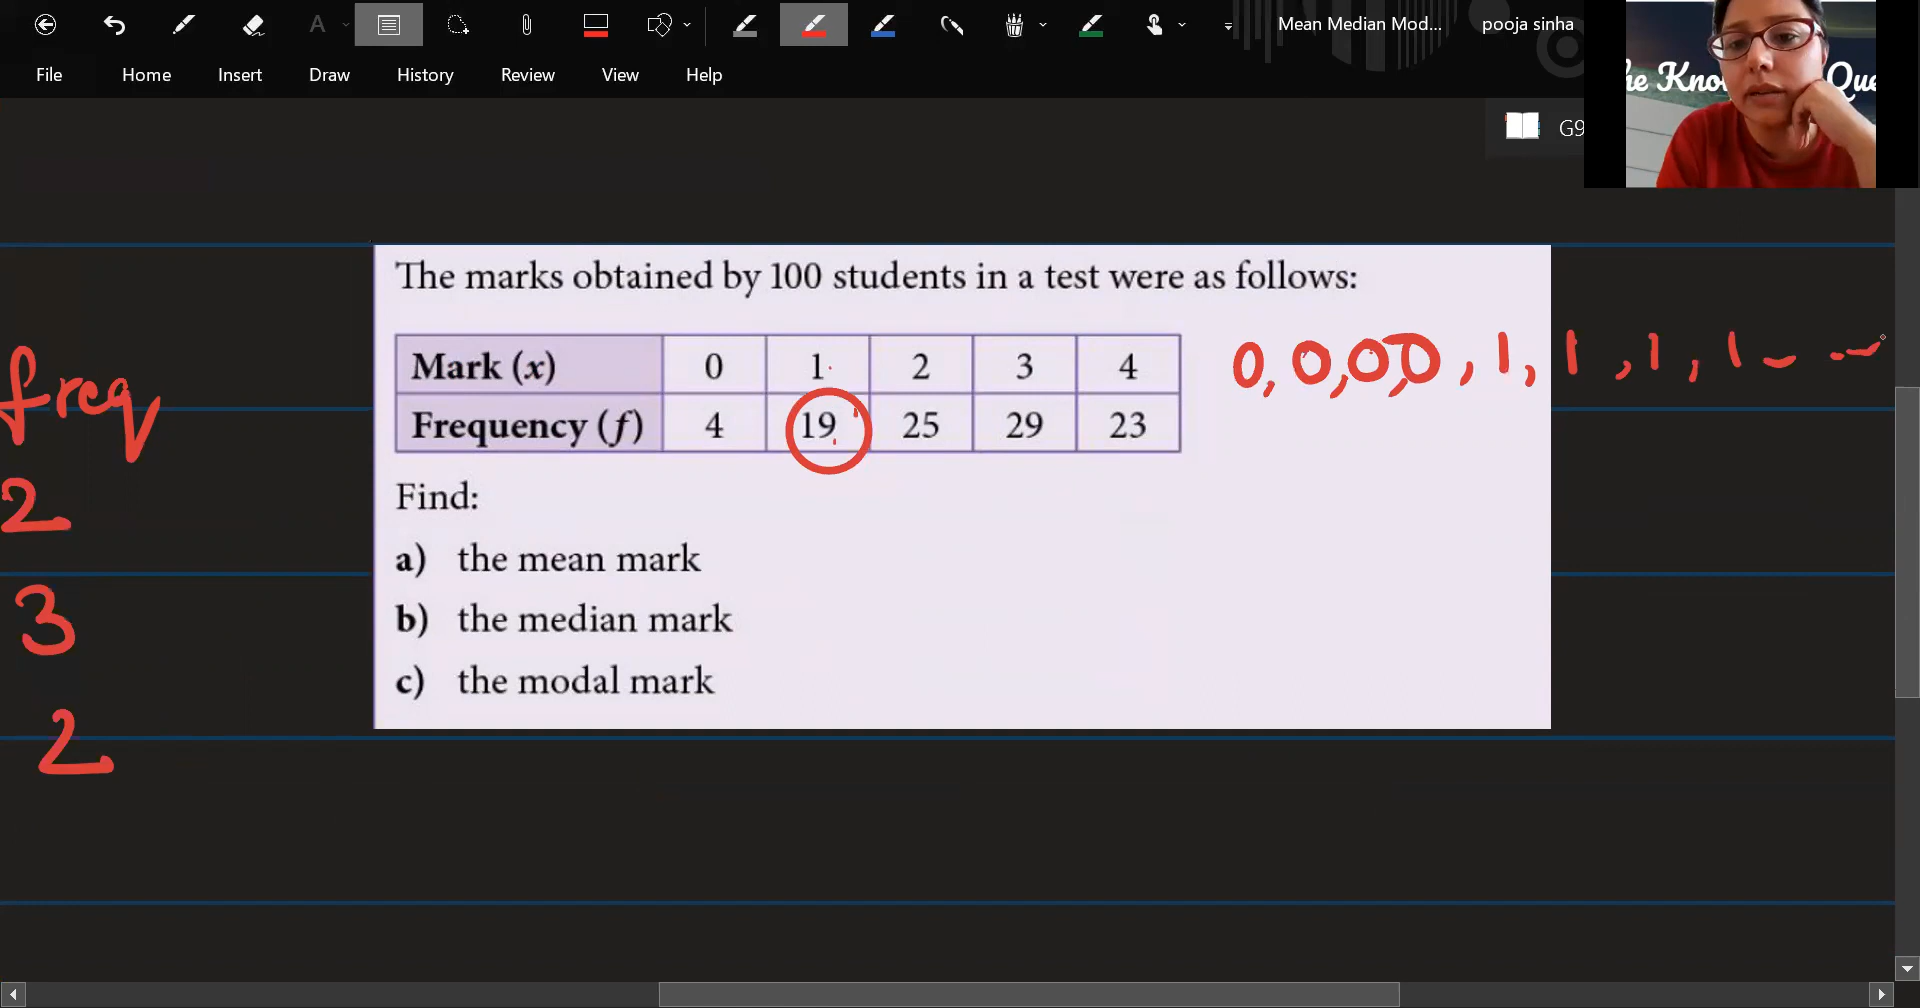 Mean Median Mod... pooja sinha
File Home Insert Draw History Review View Help
G9
The marks obtained by 100 students in a test were as follows:
Mark (x) 0 1 2 3 4
Frequency (f) 4 19 25 29 23
0, 0, 0, 0, 1, 1, 1, 1
Find:
a) the mean mark
b) the median mark
c) the modal mark
freq
2
3
2